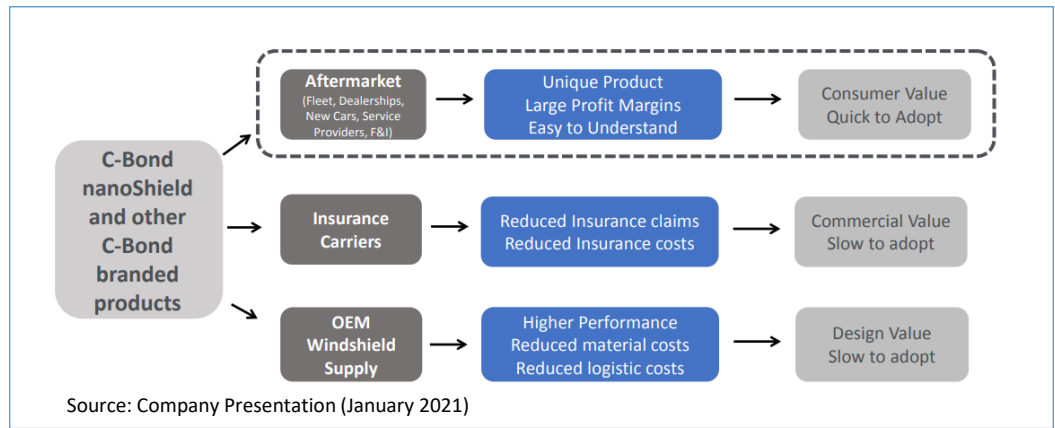 C-Bond
nanoShield
and other
C-Bond
branded
products
Aftermarket
(Fleet, Dealerships,
New Cars, Service
Providers, F&I)
Unique Product
Large Profit Margins
Easy to Understand
Consumer Value
Quick to Adopt
Insurance
Carriers
Reduced Insurance claims
Reduced Insurance costs
Commercial Value
Slow to adopt
OEM
Windshield
Supply
Higher Performance
Reduced material costs
Reduced logistic costs
Design Value
Slow to adopt
Source: Company Presentation (January 2021)